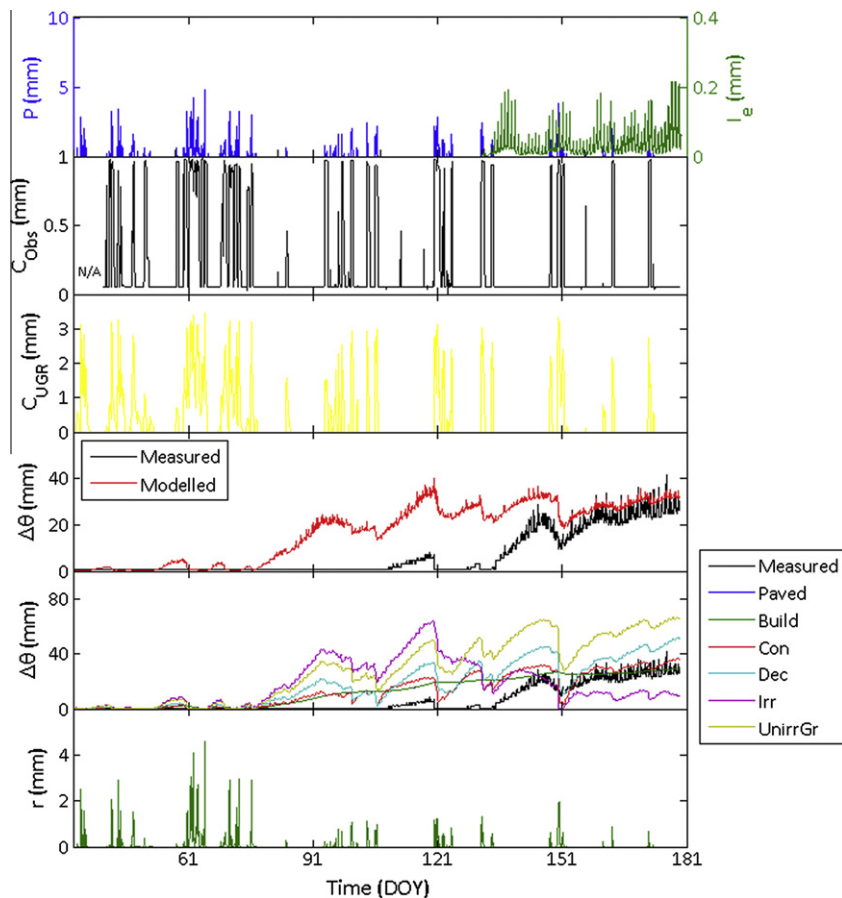 10
5
0
P (mm)
0.4
0.2
0
I_e (mm)
1
0.5
0
C_Obs (mm)
N/A
3
2
1
0
C_UGR (mm)
Measured
Modelled
40
20
0
Δθ (mm)
80
40
0
Δθ (mm)
Measured
Paved
Build
Con
Dec
Irr
UnirrGr
4
2
0
r (mm)
61 91 121 151 181
Time (DOY)